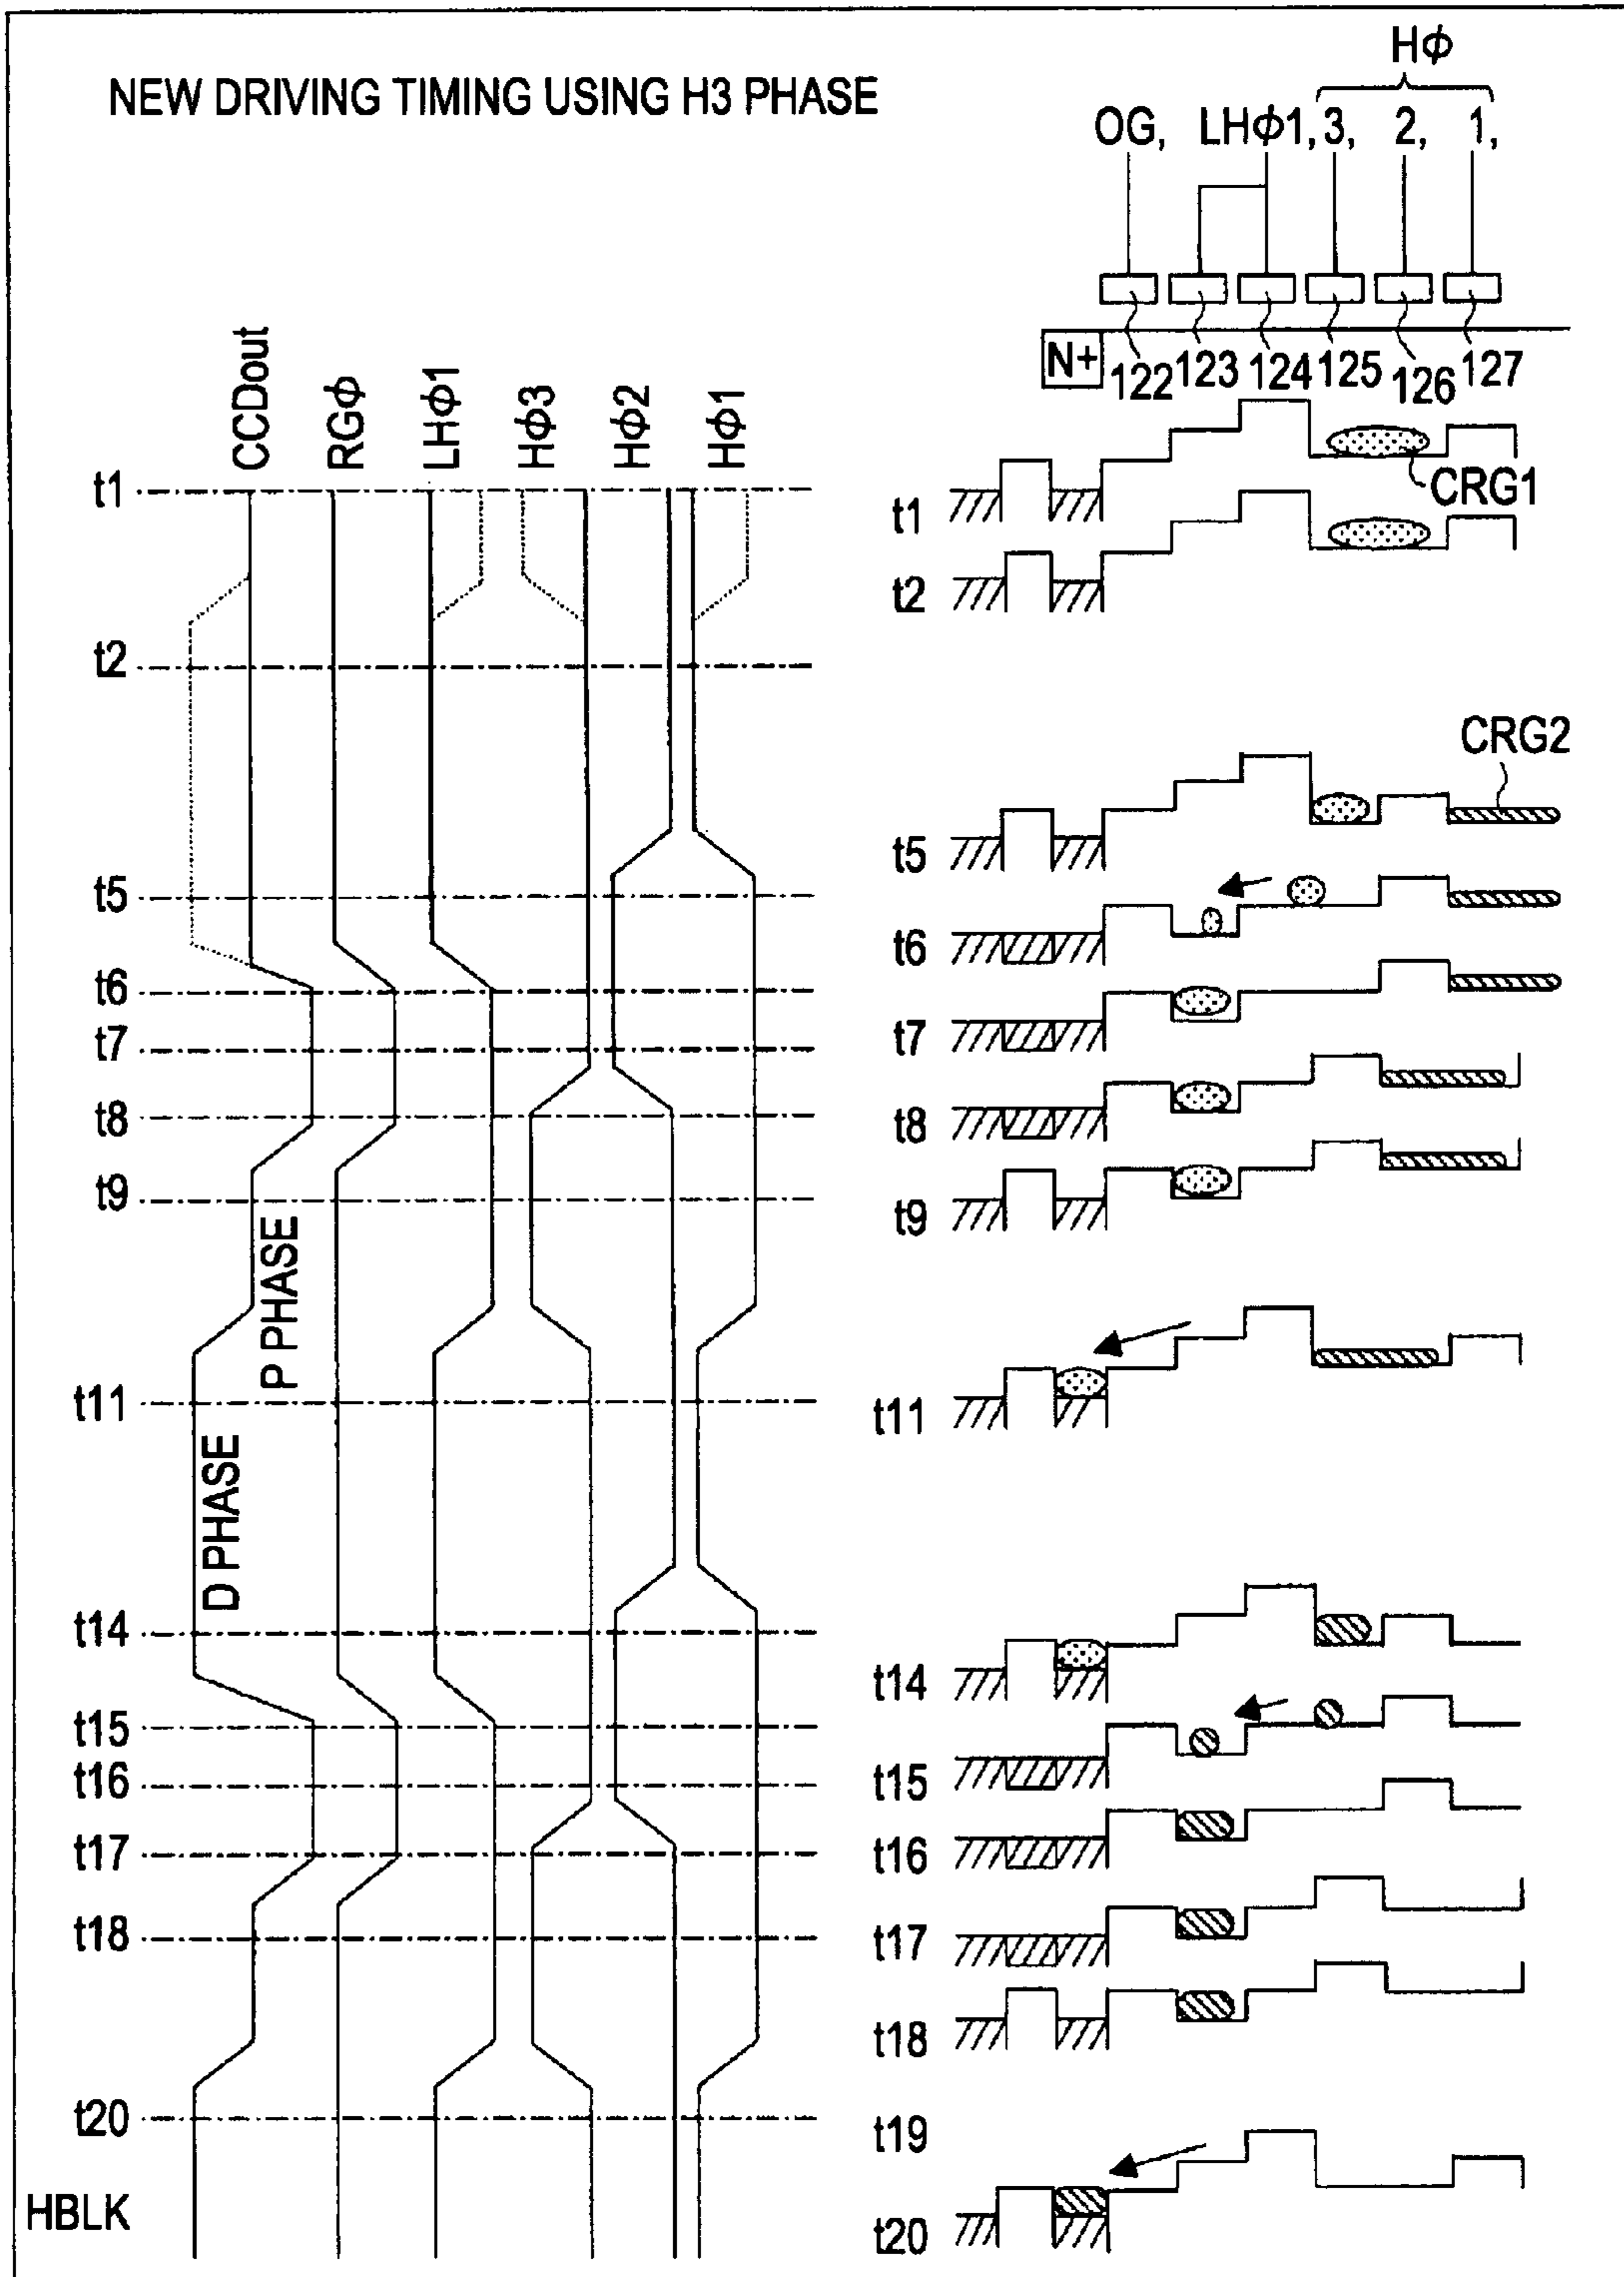 NEW DRIVING TIMING USING H3 PHASE
Hϕ
OG, LHϕ1, 3, 2, 1,
N+ 122 123 124 125 126 127
CCDout RGϕ LHϕ1 Hϕ3 Hϕ2 Hϕ1
CRG1
t1
t1
t2
t2
CRG2
t5
t5
t6
t6
t7
t7
t8
t8
t9
t9
P PHASE
t11
t11
D PHASE
t14
t14
t15
t15
t16
t16
t17
t17
t18
t18
t20
t19
HBLK
t20